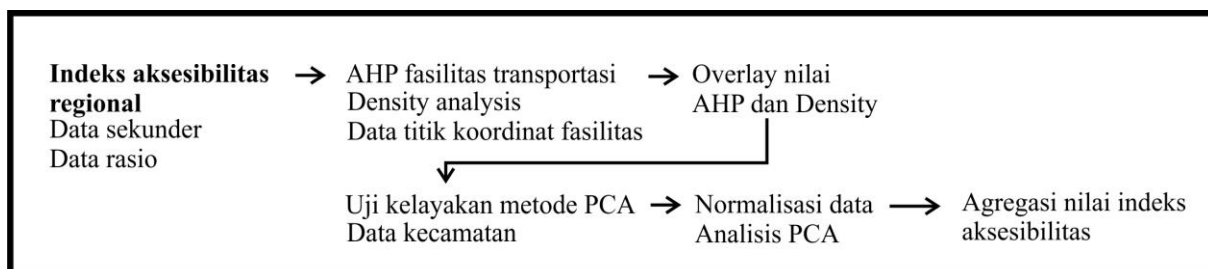 Indeks aksesibilitas
regional
Data sekunder
Data rasio
AHP fasilitas transportasi
Density analysis
Data titik koordinat fasilitas
Overlay nilai
AHP dan Density
Uji kelayakan metode PCA
Data kecamatan
Normalisasi data
Analisis PCA
Agregasi nilai indeks
aksesibilitas